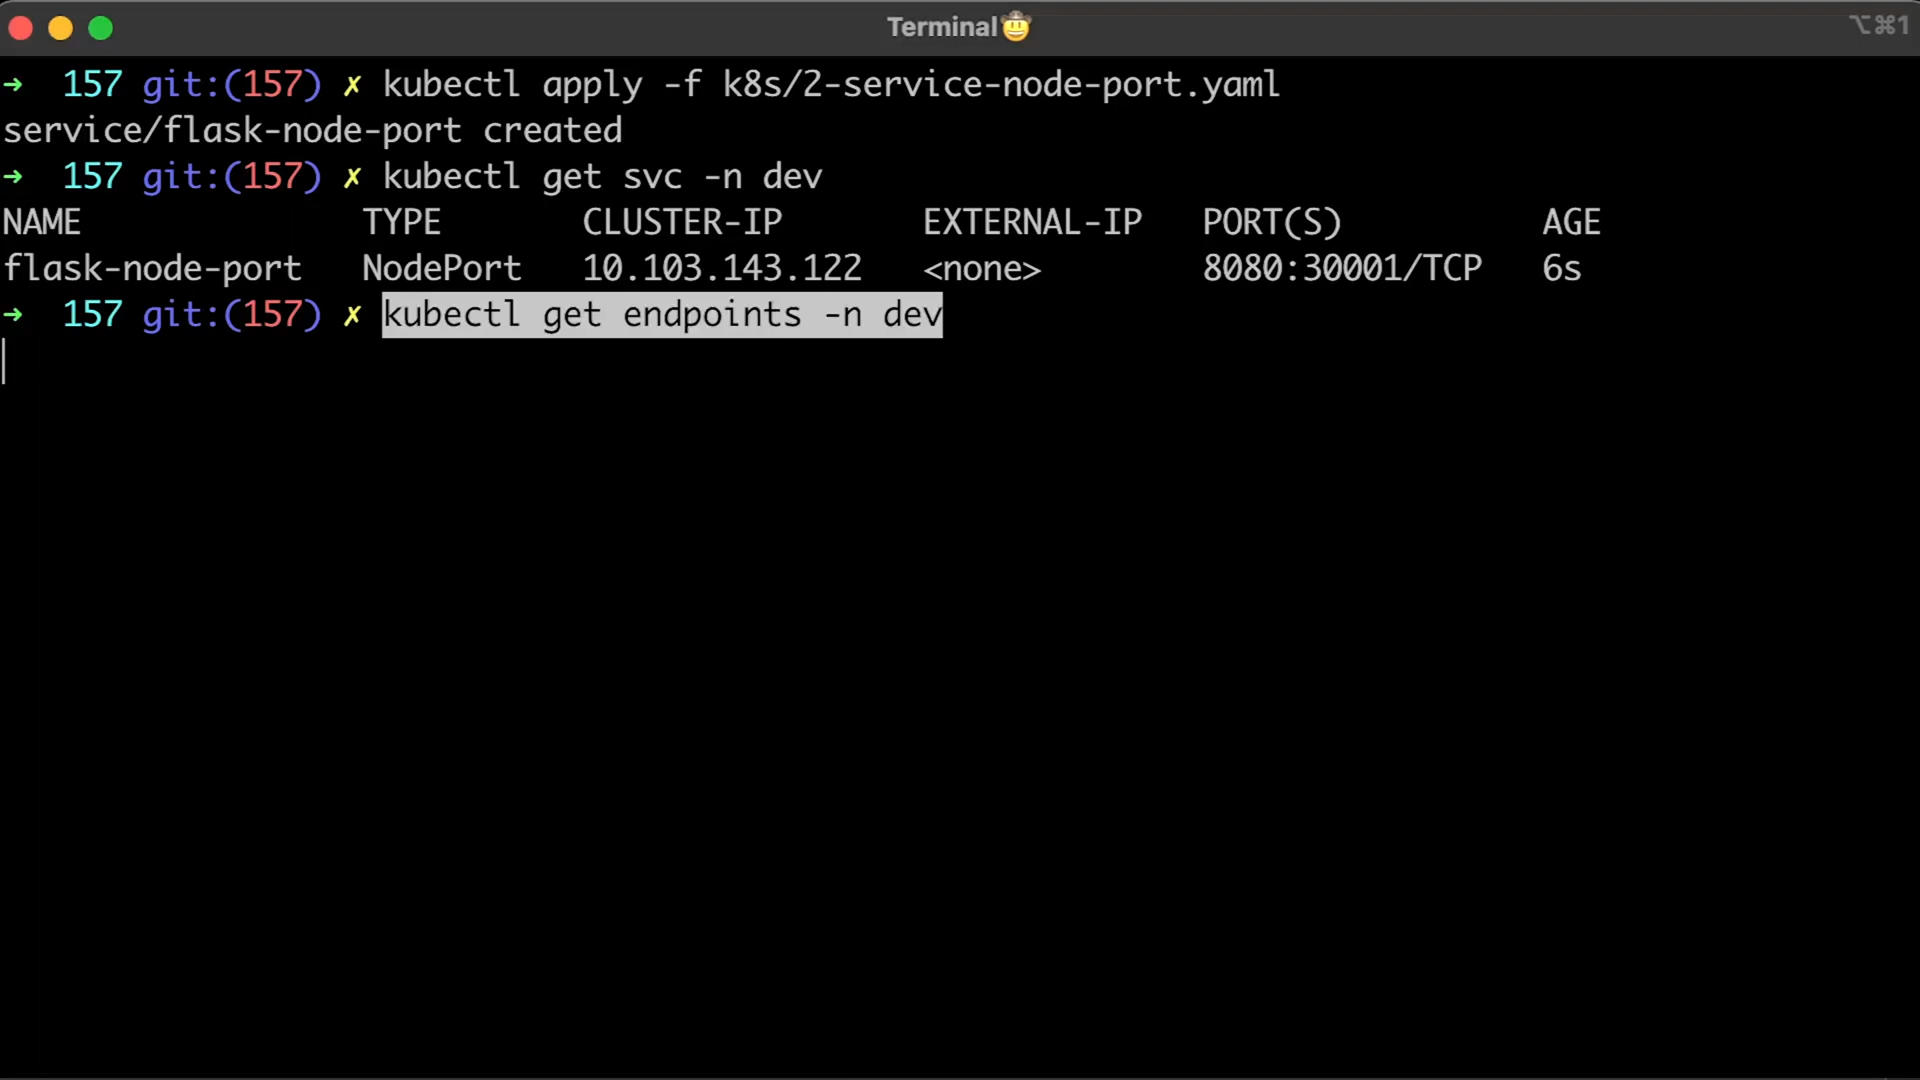 Terminal🤠
⌥⌘1
→ 157 git:(157) ✗ kubectl apply -f k8s/2-service-node-port.yaml
service/flask-node-port created
→ 157 git:(157) ✗ kubectl get svc -n dev
NAME TYPE CLUSTER-IP EXTERNAL-IP PORT(S) AGE
flask-node-port NodePort 10.103.143.122 <none> 8080:30001/TCP 6s
→ 157 git:(157) ✗ kubectl get endpoints -n dev